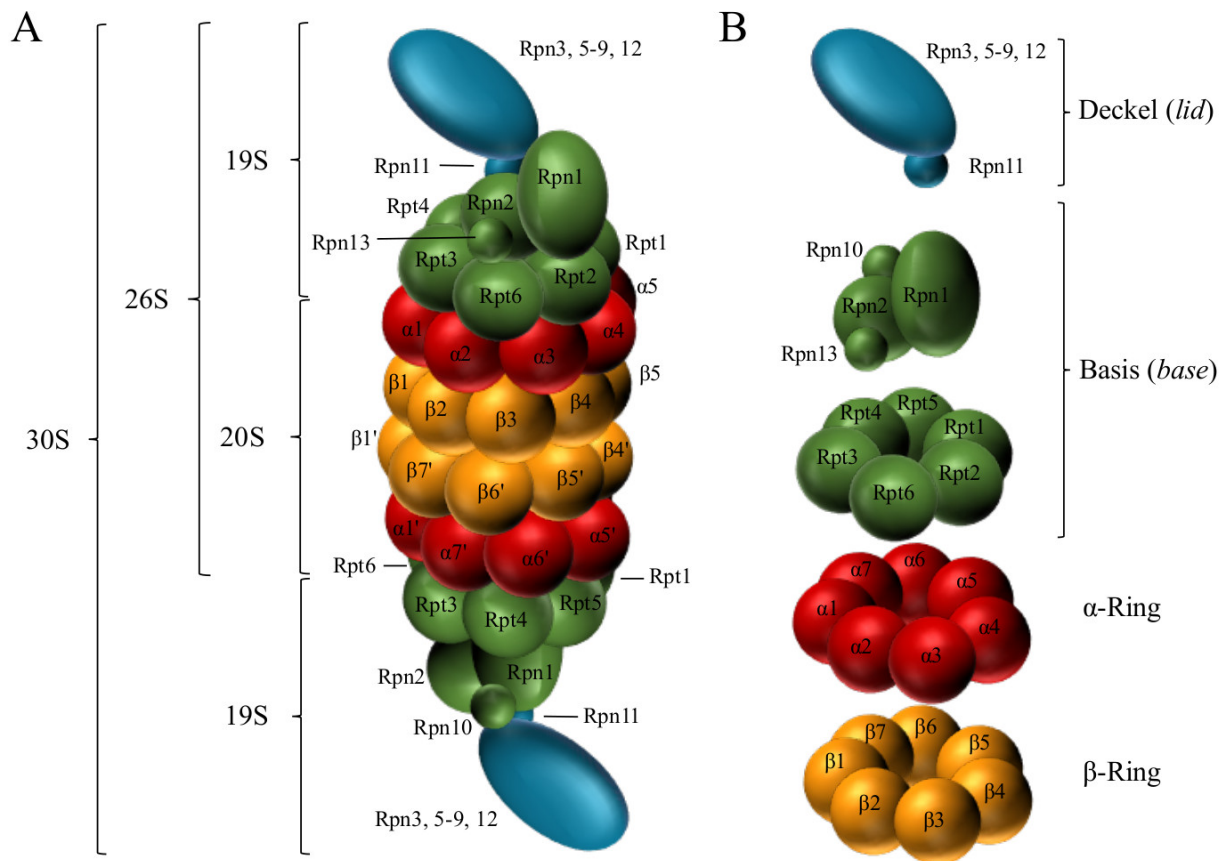 A
B
Rpn3, 5-9, 12
Rpn3, 5-9, 12
Deckel (lid)
19S
Rpn11
Rpn11
Rpn1
Rpn2
Rpt4
Rpn13
Rpt1
Rpt3
Rpt2
Rpt6
α5
Rpn10
Rpn2
Rpn1
Rpn13
26S
α1
α2
α3
α4
β1
β2
β3
β4
β5
Basis (base)
30S
20S
β1'
β7'
β6'
β5'
β4'
Rpt4
Rpt5
Rpt1
Rpt3
Rpt2
Rpt6
α1'
α7'
α6'
α5'
Rpt6
Rpt1
Rpt3
Rpt4
Rpt5
α7
α6
α5
α1
α4
α2
α3
α-Ring
Rpn2
Rpn1
Rpn10
Rpn11
19S
β7
β6
β5
β1
β4
β2
β3
β-Ring
Rpn3, 5-9, 12